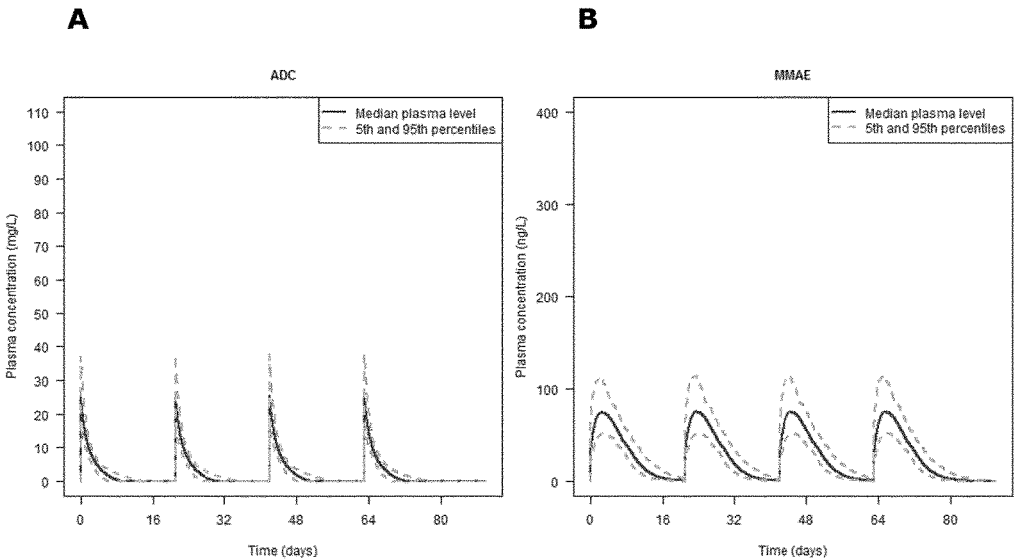 A
ADC
Median plasma level
5th and 95th percentiles
Plasma concentration (mg/L)
110
100
90
80
70
60
50
40
30
20
10
0
0 16 32 48 64 80
Time (days)
B
MMAE
Median plasma level
5th and 95th percentiles
Plasma concentration (ng/L)
400
300
200
100
0
0 16 32 48 64 80
Time (days)